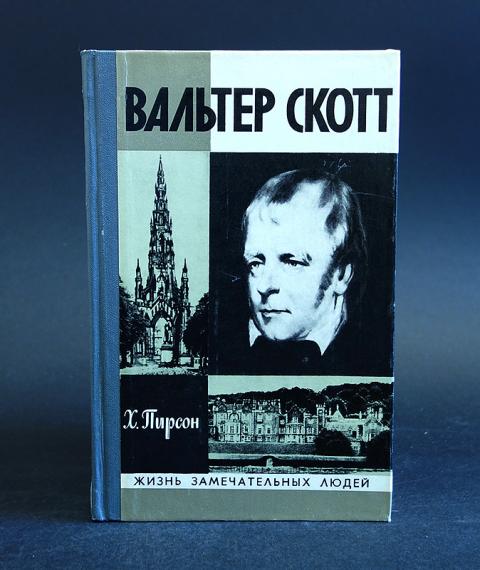 ВАЛЬТЕР СКОТТ
Х. Пирсон
ЖИЗНЬ ЗАМЕЧАТЕЛЬНЫХ ЛЮДЕЙ